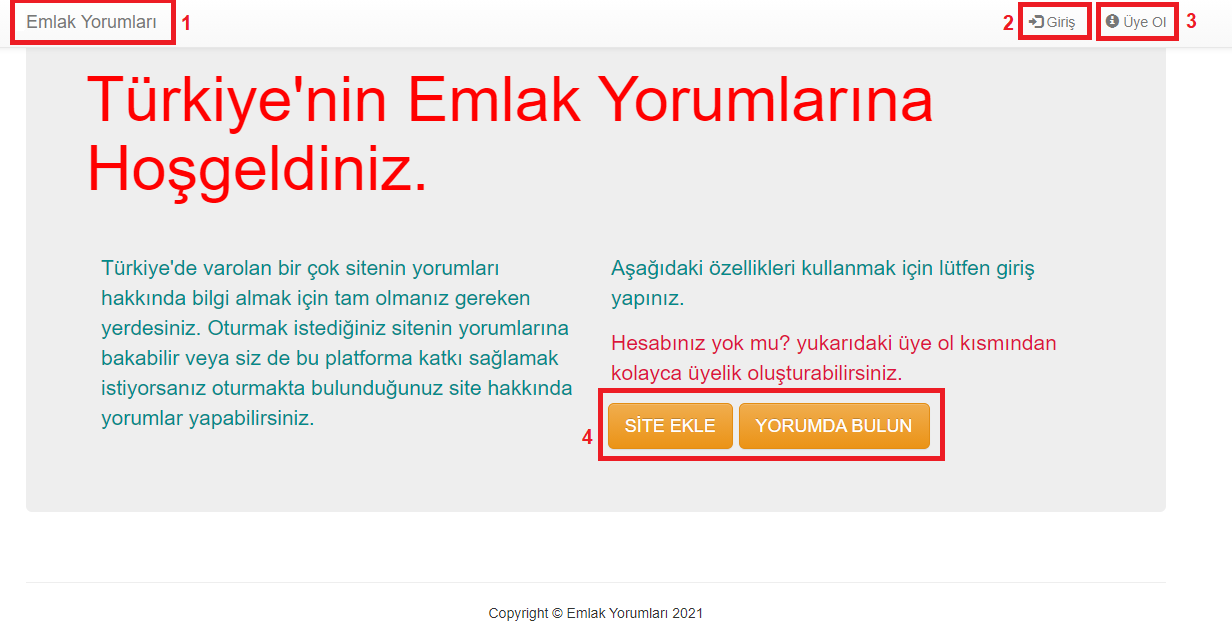 Emlak Yorumları 1
2 Giriş Üye Ol 3
Türkiye'nin Emlak Yorumlarına
Hoşgeldiniz.
Türkiye'de varolan bir çok sitenin yorumları
hakkında bilgi almak için tam olmanız gereken
yerdesiniz. Oturmak istediğiniz sitenin yorumlarına
bakabilir veya siz de bu platforma katkı sağlamak
istiyorsanız oturmakta bulunduğunuz site hakkında
yorumlar yapabilirsiniz.
Aşağıdaki özellikleri kullanmak için lütfen giriş
yapınız.
Hesabınız yok mu? yukarıdaki üye ol kısmından
kolayca üyelik oluşturabilirsiniz.
4 SİTE EKLE YORUMDA BULUN
Copyright © Emlak Yorumları 2021